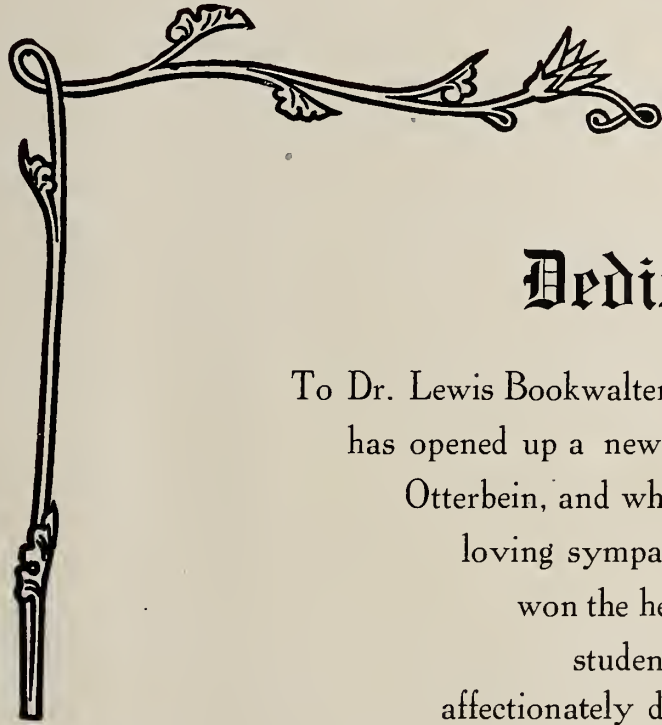 Dedi
To Dr. Lewis Bookwalter
has opened up a new
Otterbein, and wh
loving sympa
won the he
studen
affectionately d